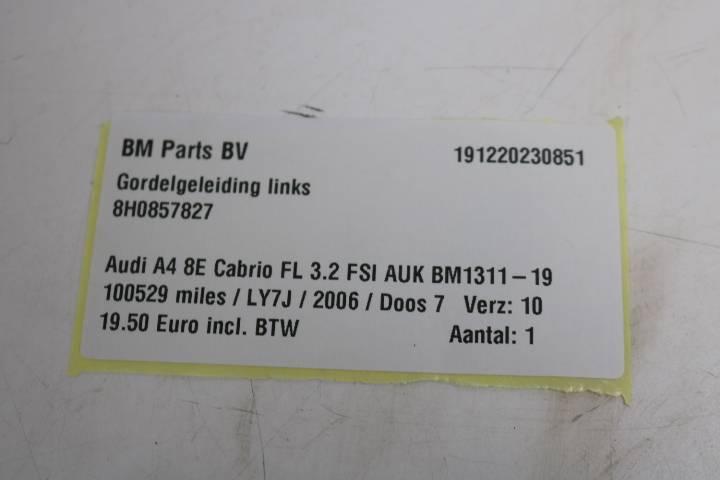 BM Parts BV 191220230851
Gordelgeleiding links
8H0857827
Audi A4 8E Cabrio FL 3.2 FSI AUK BM1311-19
100529 miles / LY7J / 2006 / Doos 7 Verz: 10
19.50 Euro incl. BTW Aantal: 1